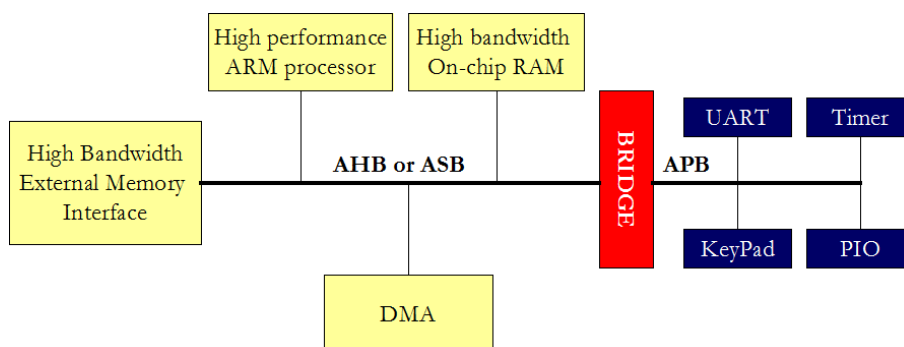 High performance
ARM processor
High bandwidth
On-chip RAM
High Bandwidth
External Memory
Interface
AHB or ASB
BRIDGE
APB
UART
Timer
KeyPad
PIO
DMA